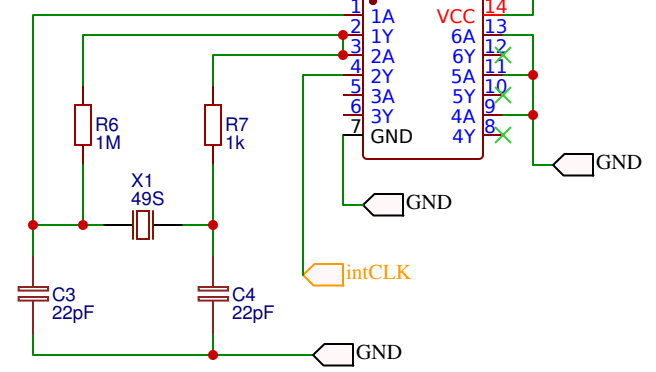 1 1A VCC 14
2 1Y 6A 13
3 2A 6Y 12
4 2Y 5A 11
5 3A 5Y 10
6 3Y 4A 9
7 GND 4Y 8
R6
1M
R7
1k
GND
X1
49S
GND
intCLK
C3
22pF
C4
22pF
GND